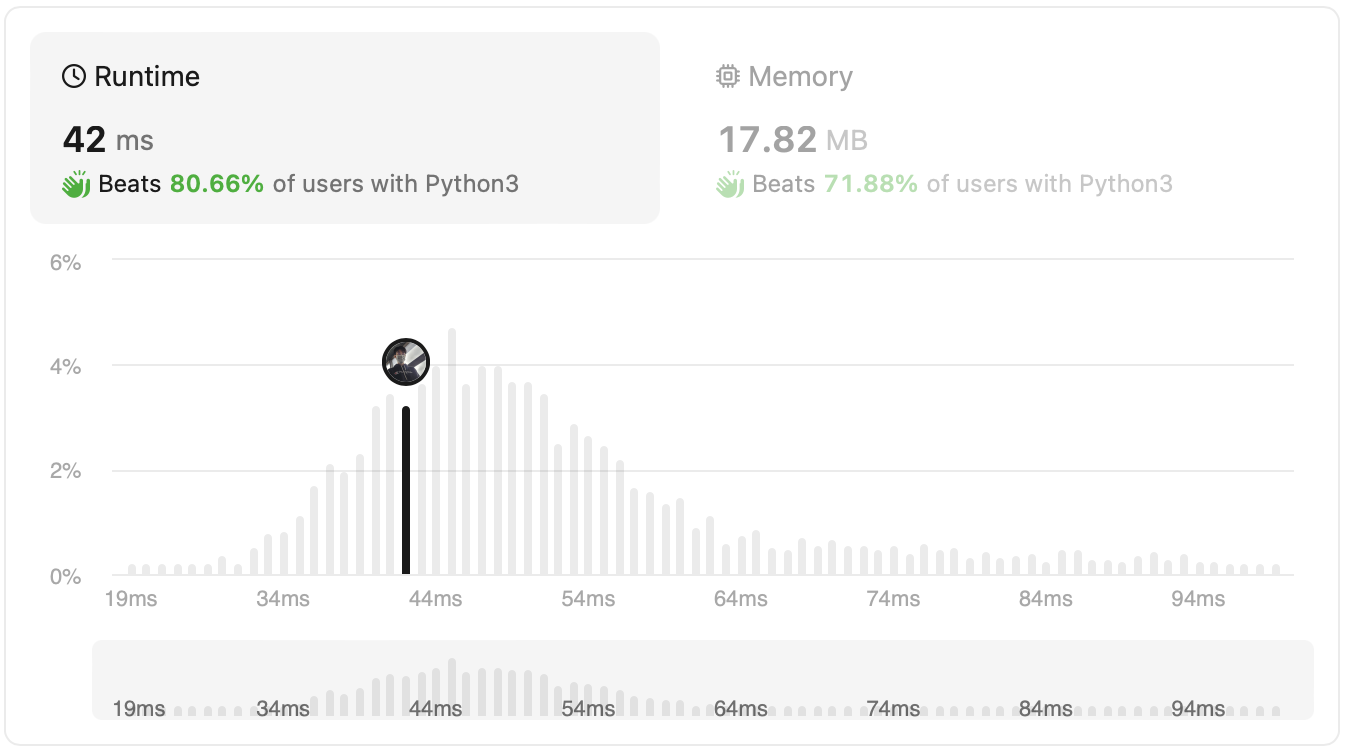 Runtime
42 ms
Beats 80.66% of users with Python3
Memory
17.82 MB
Beats 71.88% of users with Python3
6%
4%
2%
0%
19ms 34ms 44ms 54ms 64ms 74ms 84ms 94ms
19ms 34ms 44ms 54ms 64ms 74ms 84ms 94ms